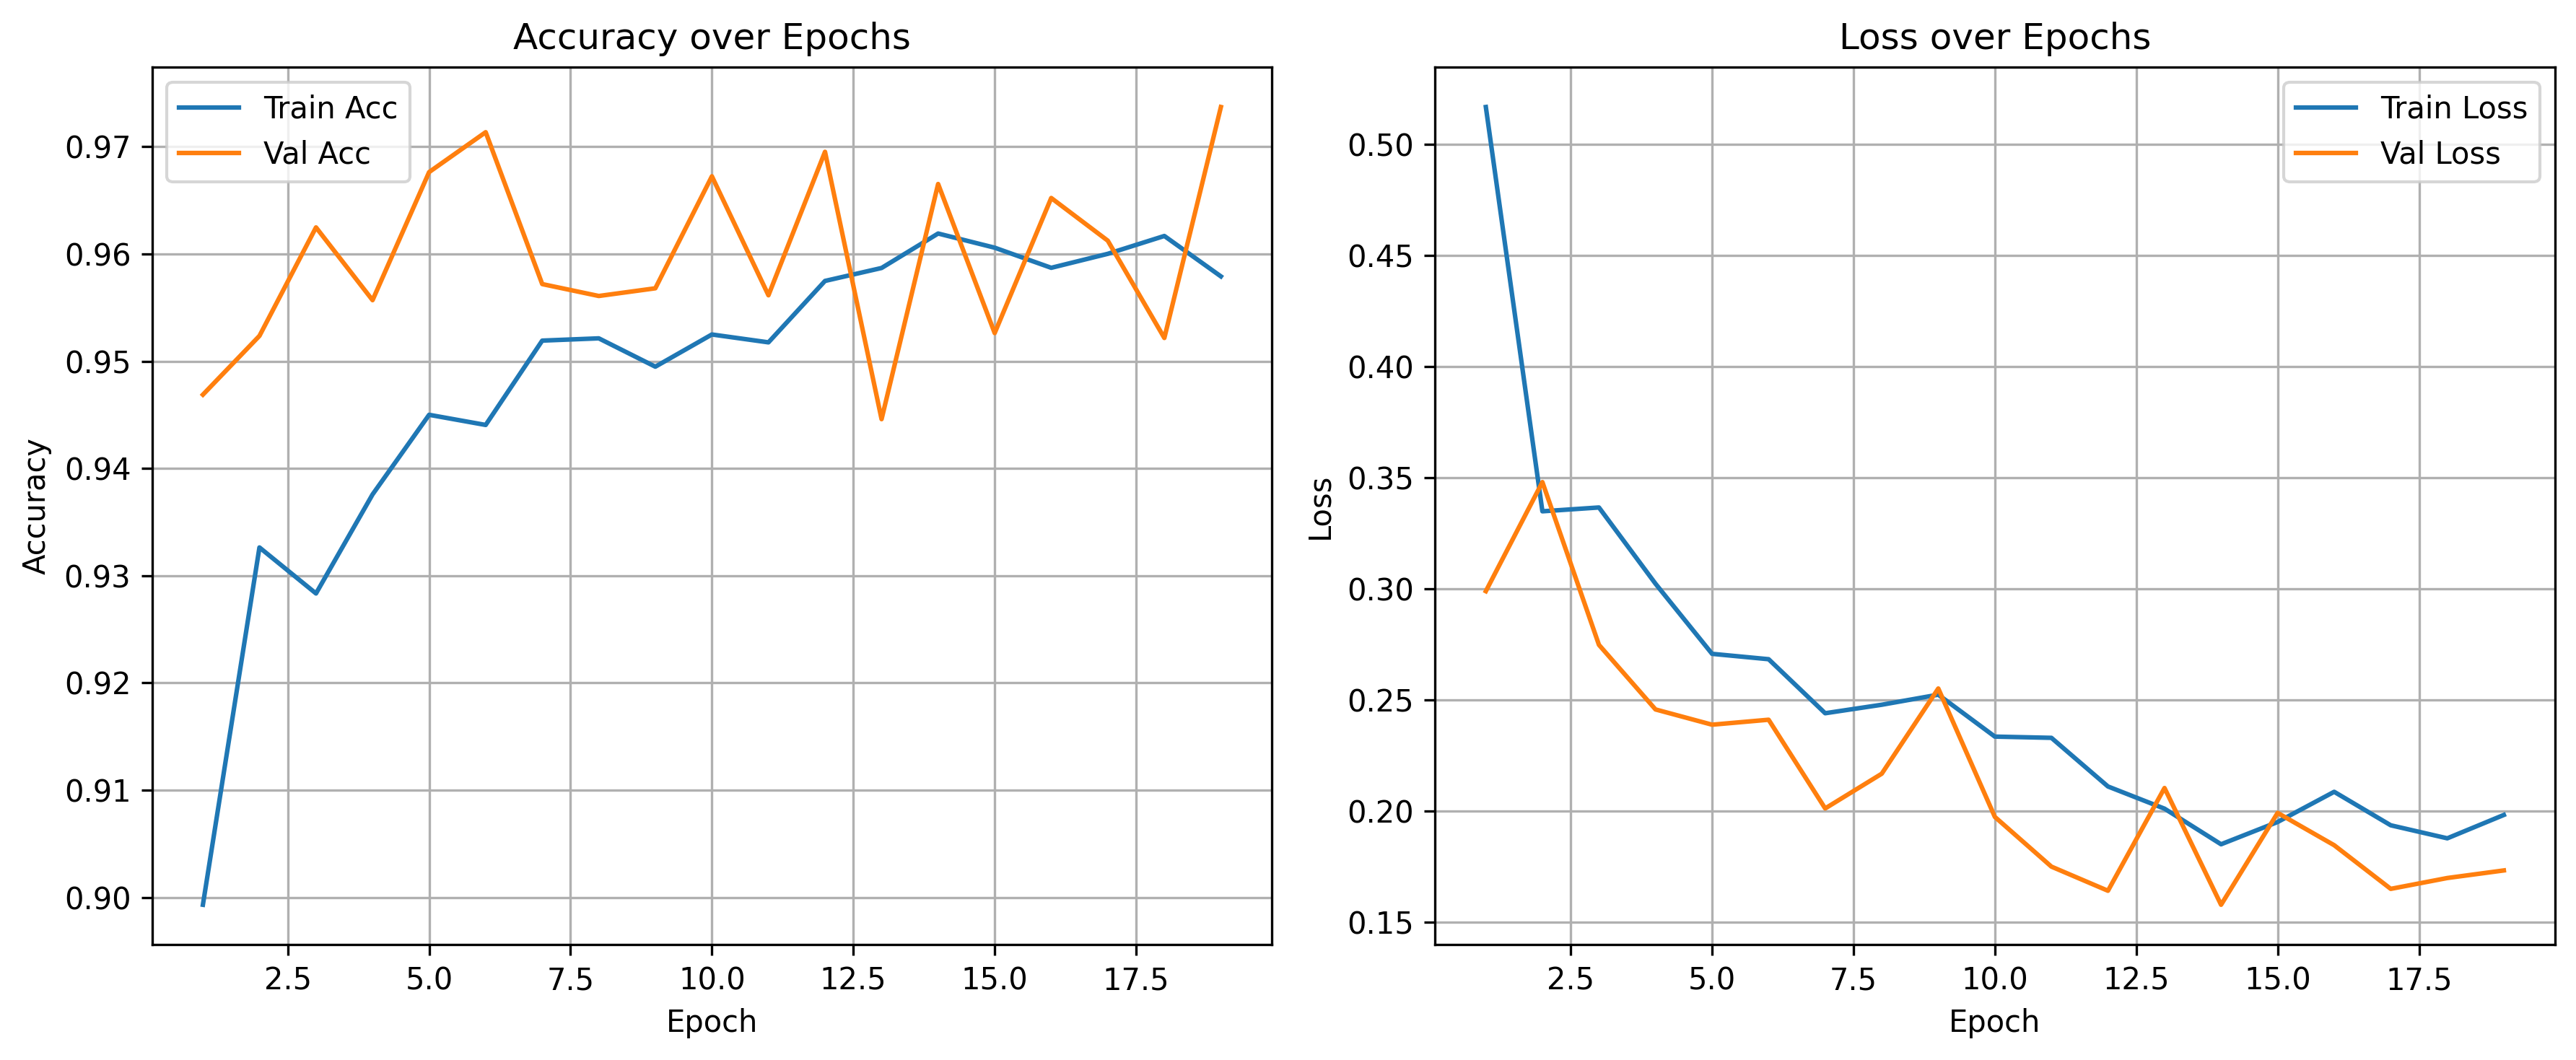 Accuracy over Epochs
Train Acc
Val Acc
0.97
0.96
0.95
0.94
0.93
0.92
0.91
0.90
Accuracy
2.5 5.0 7.5 10.0 12.5 15.0 17.5
Epoch
Loss over Epochs
Train Loss
Val Loss
0.50
0.45
0.40
0.35
0.30
0.25
0.20
0.15
Loss
2.5 5.0 7.5 10.0 12.5 15.0 17.5
Epoch